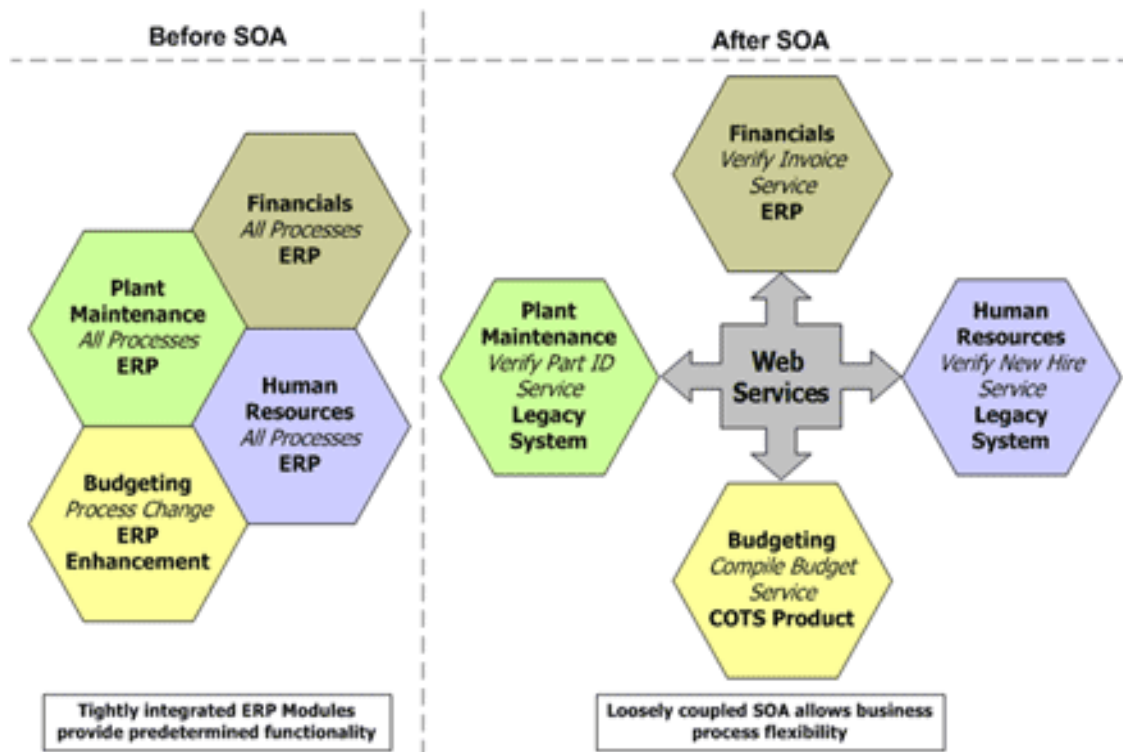 Before SOA
After SOA
Financials
All Processes
ERP
Plant
Maintenance
All Processes
ERP
Human
Resources
All Processes
ERP
Budgeting
Process Change
ERP
Enhancement
Tightly integrated ERP Modules
provide predetermined functionality
Financials
Verify Invoice
Service
ERP
Plant
Maintenance
Verify Part ID
Service
Legacy
System
Web
Services
Human
Resources
Verify New Hire
Service
Legacy
System
Budgeting
Compile Budget
Service
COTS Product
Loosely coupled SOA allows business
process flexibility